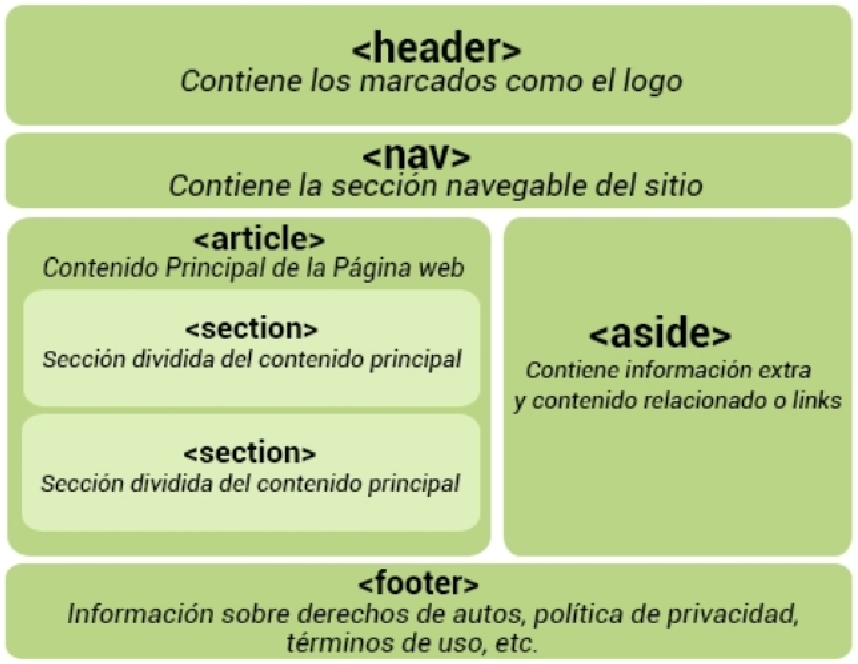 <header>
Contiene los marcados como el logo
<nav>
Contiene la sección navegable del sitio
<article>
Contenido Principal de la Página web
<section>
Sección dividida del contenido principal
<section>
Sección dividida del contenido principal
<aside>
Contiene información extra
y contenido relacionado o links
<footer>
Información sobre derechos de autos, política de privacidad,
términos de uso, etc.